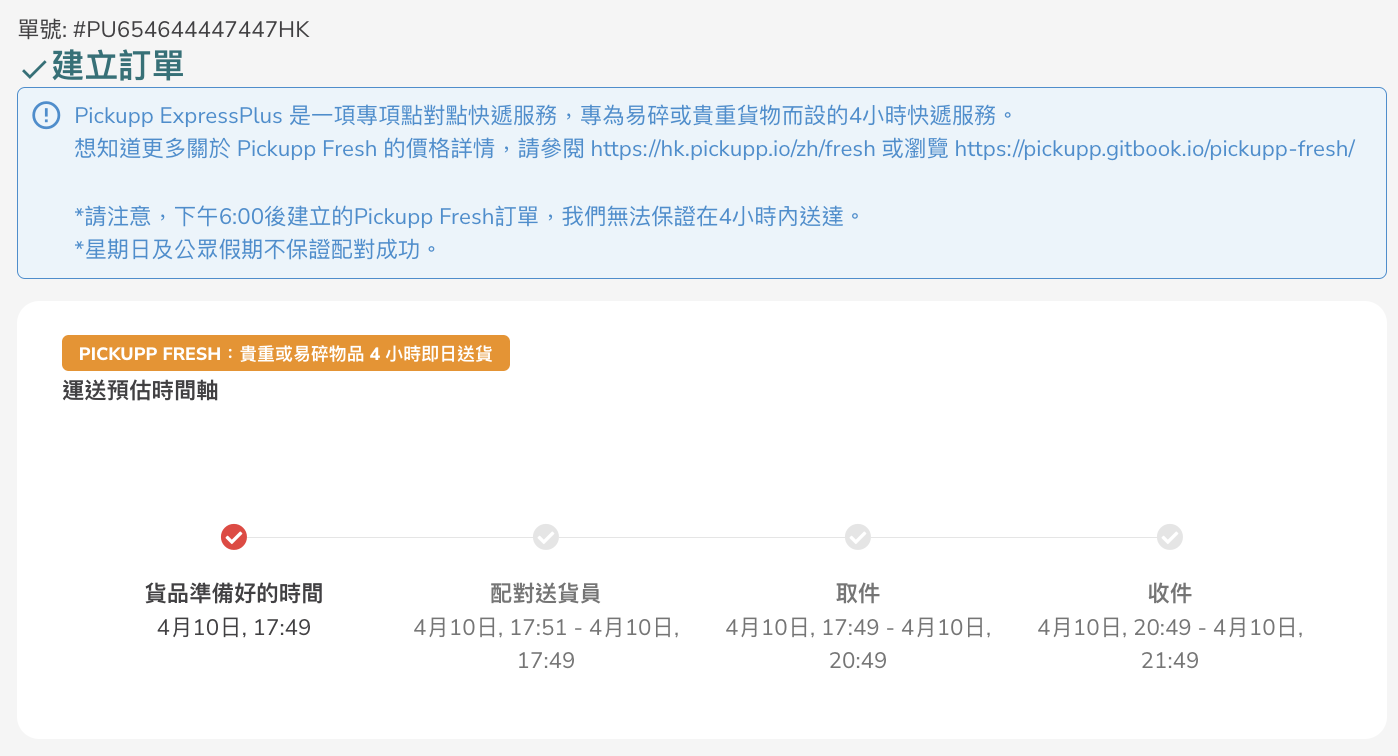 單號: #PU654644447447HK
建立訂單
Pickupp ExpressPlus 是一項專項點對點快遞服務，專為易碎或貴重貨物而設的4小時快遞服務。
想知道更多關於 Pickupp Fresh 的價格詳情，請參閱 https://hk.pickupp.io/zh/fresh 或瀏覽 https://pickupp.gitbook.io/pickupp-fresh/
*請注意，下午6:00後建立的Pickupp Fresh訂單，我們無法保證在4小時內送達。
*星期日及公眾假期不保證配對成功。
PICKUPP FRESH：貴重或易碎物品 4 小時即日送貨
運送預估時間軸
貨品準備好的時間
4月10日, 17:49
配對送貨員
4月10日, 17:51 - 4月10日,
17:49
取件
4月10日, 17:49 - 4月10日,
20:49
收件
4月10日, 20:49 - 4月10日,
21:49